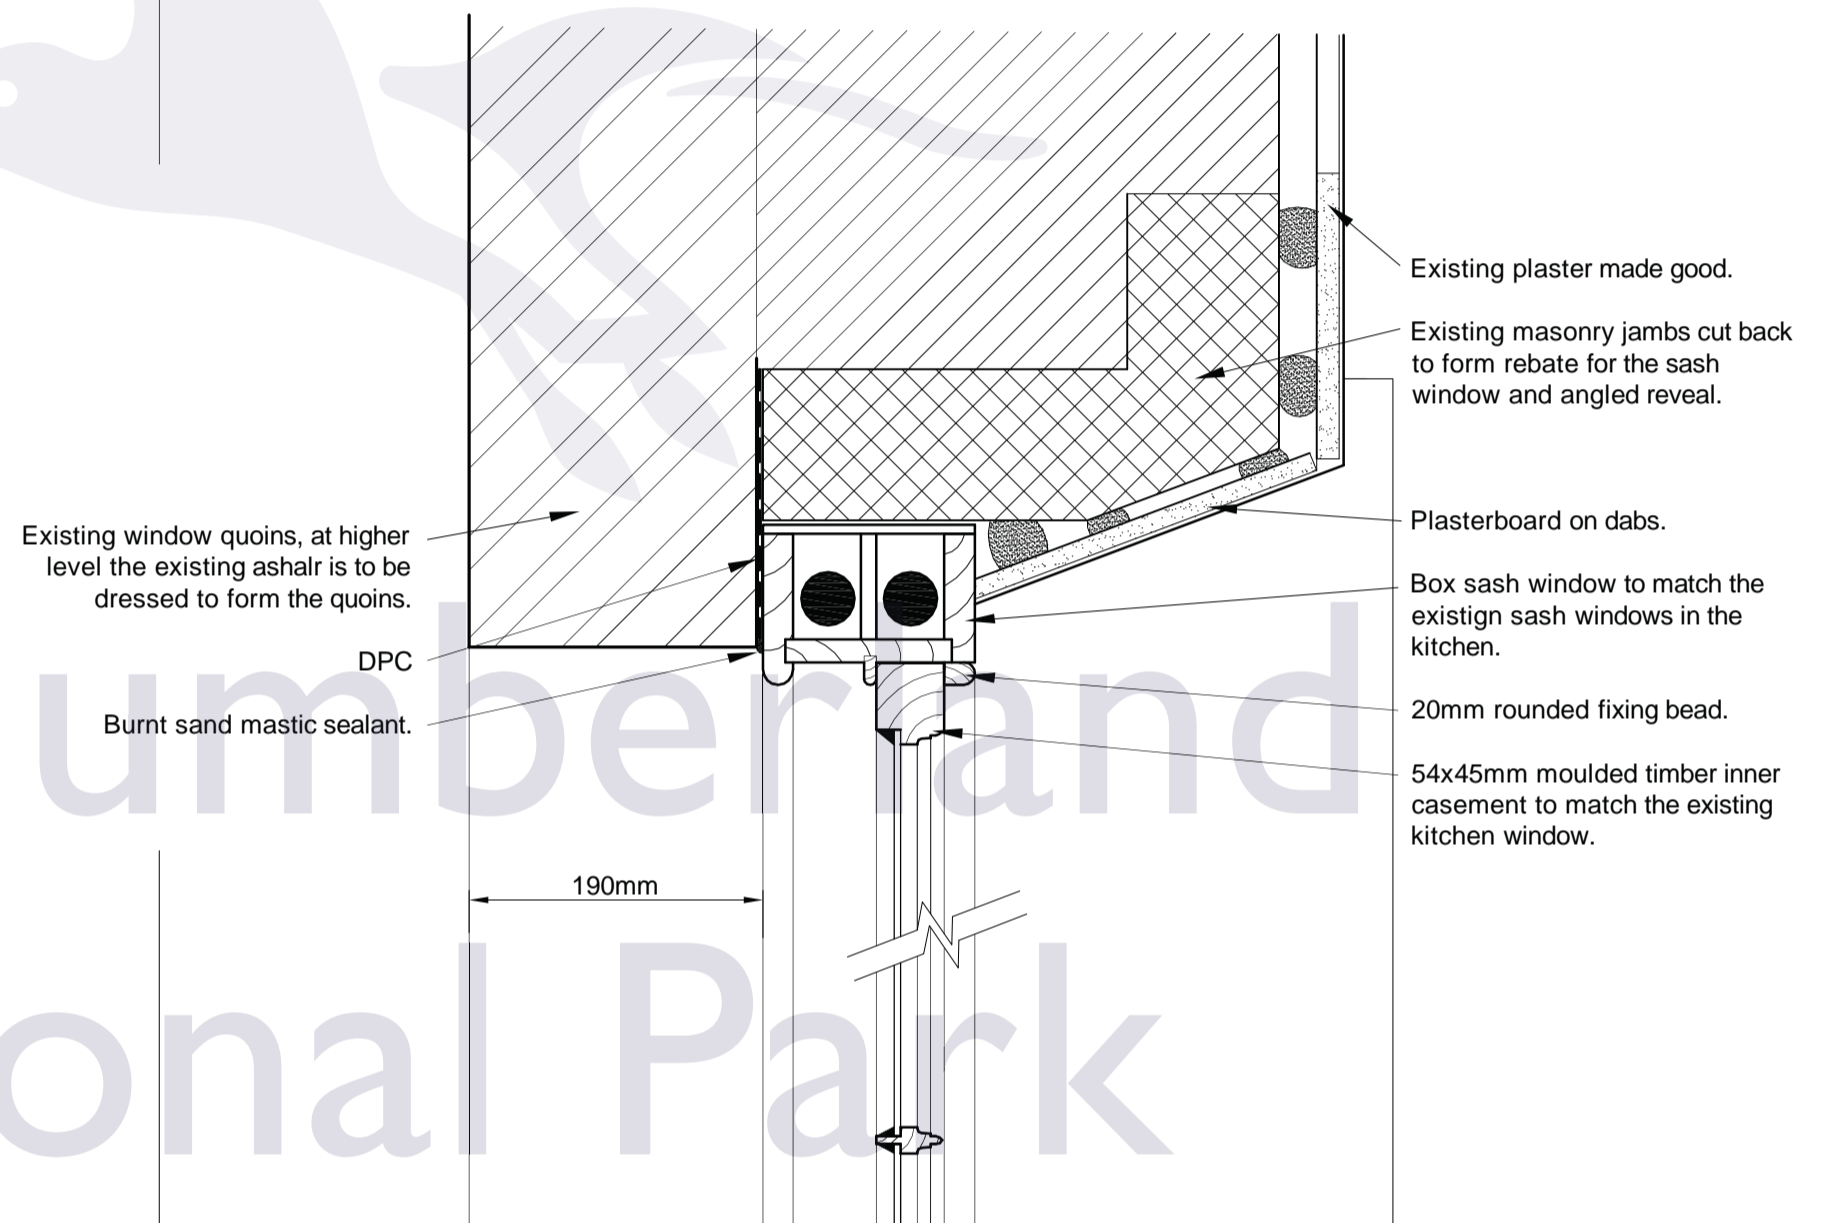 Existing plaster made good.
Existing masonry jambs cut back
to form rebate for the sash
window and angled reveal.
Existing window quoins, at higher
level the existing ashalr is to be
dressed to form the quoins.
DPC
Burnt sand mastic sealant.
Plasterboard on dabs.
Box sash window to match the
existign sash windows in the
kitchen.
20mm rounded fixing bead.
54x45mm moulded timber inner
casement to match the existing
kitchen window.
190mm
umberland
onal Park